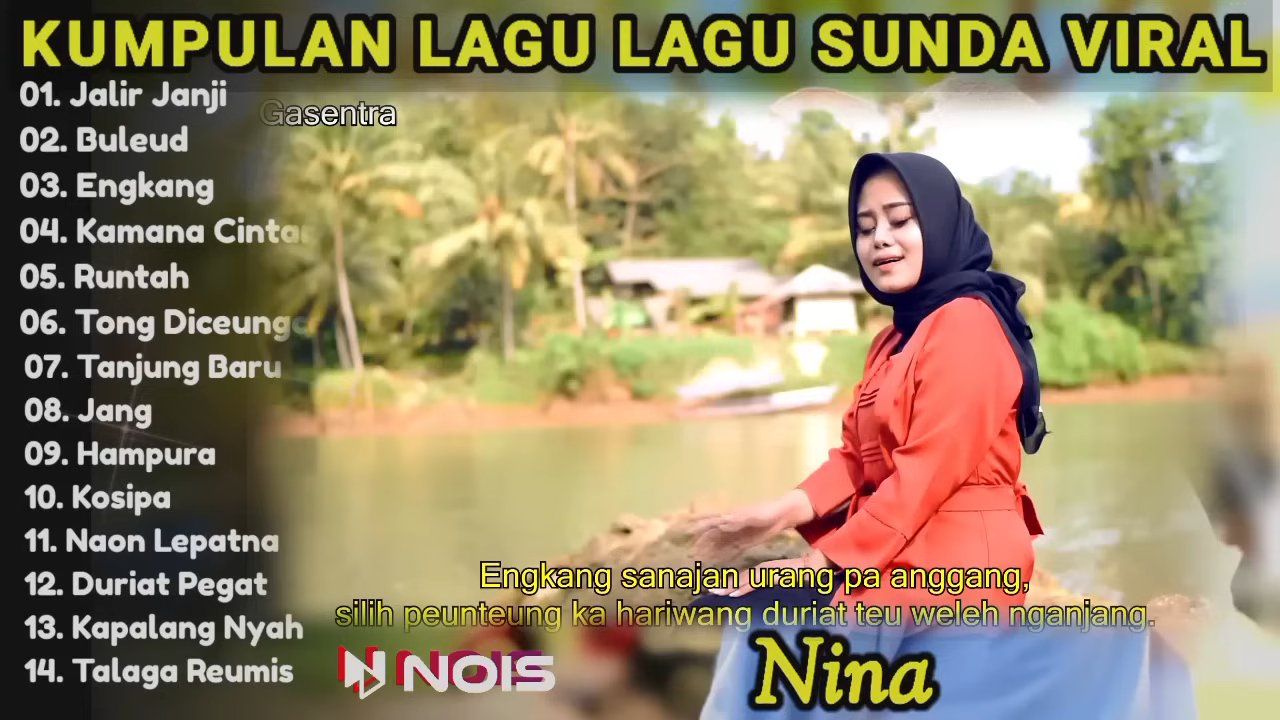 KUMPULAN LAGU LAGU SUNDA VIRAL
01. Jalir Janji
Gasentra
02. Buleud
03. Engkang
04. Kamana Cinta
05. Runtah
06. Tong Diceung
07. Tanjung Baru
08. Jang
09. Hampura
10. Kosipa
11. Naon Lepatna
12. Duriat Pegat
13. Kapalang Nyah
14. Talaga Reumis
Engkang sanajan urang pa anggang,
silih peunteung ka hariwang duriat teu weleh nganjang.
NOIS
Nina